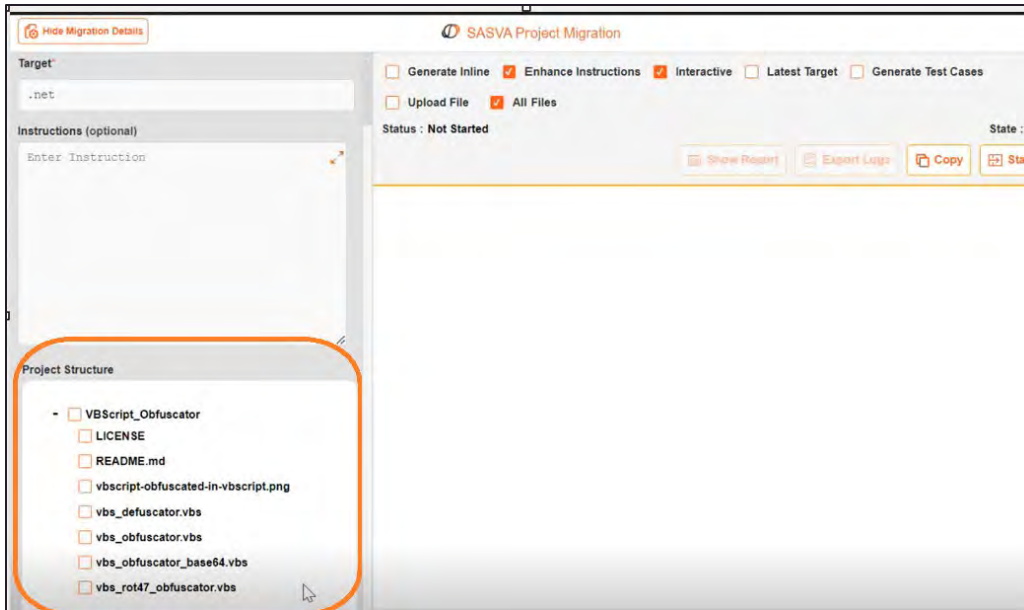 Hide Migration Details
SASVA Project Migration
Target*
.net
Instructions (optional)
Enter Instruction
Generate Inline Enhance Instructions Interactive Latest Target Generate Test Cases
Upload File All Files
Status : Not Started State :
Show Report Export Logs Copy Sta
Project Structure
- VBScript_Obfuscator
LICENSE
README.md
vbscript-obfuscated-in-vbscript.png
vbs_defuscator.vbs
vbs_obfuscator.vbs
vbs_obfuscator_base64.vbs
vbs_rot47_obfuscator.vbs